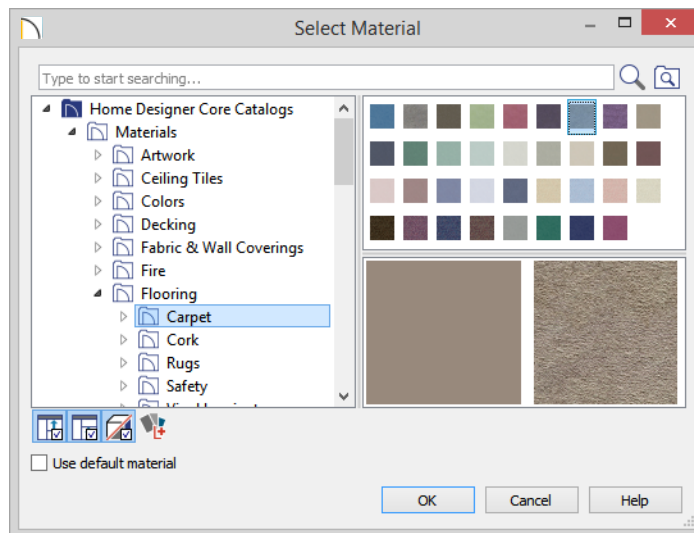 Select Material
Type to start searching...
Home Designer Core Catalogs
Materials
Artwork
Ceiling Tiles
Colors
Decking
Fabric & Wall Coverings
Fire
Flooring
Carpet
Cork
Rugs
Safety
Use default material
OK
Cancel
Help